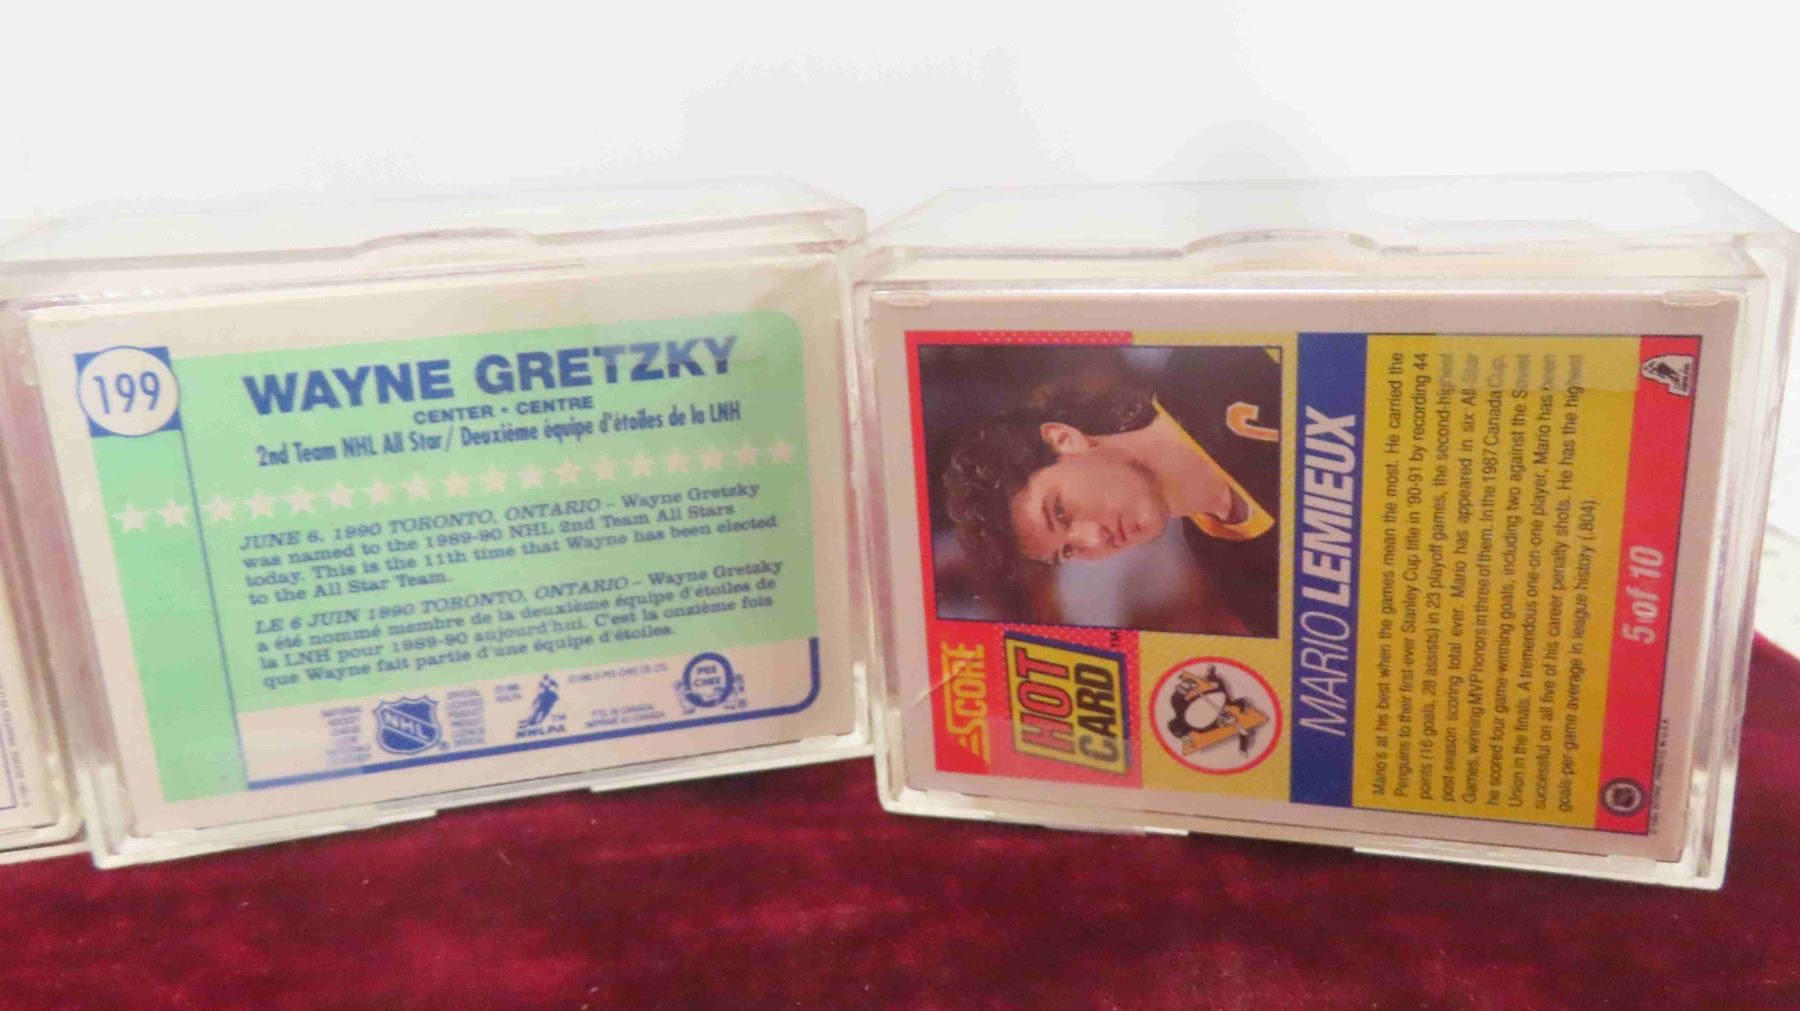 199
WAYNE GRETZKY
CENTER • CENTRE
2nd Team NHL All Star/ Deuxième équipe d'étoiles de la LNH
JUNE 6, 1990 TORONTO, ONTARIO – Wayne Gretzky
was named to the 1989-90 NHL 2nd Team All Stars
today. This is the 11th time that Wayne has been elected
to the All Star Team.
LE 6 JUIN 1990 TORONTO, ONTARIO – Wayne Gretzky
a été nommé membre de la deuxième équipe d'étoiles de
la LNH pour 1989-90 aujourd'hui. C'est la onzième fois
que Wayne fait partie d'une équipe d'étoiles.
NHL
NHLPA
TM
O PEE CHEE
SCORE
HOT
CARD™
C
MARIO LEMIEUX
Mario's at his best when the games mean the most. He carried the
Penguins to their first ever Stanley Cup title in '90-91 by recording 44
points (16 goals, 28 assists) in 23 playoff games, the second-highest
post-season scoring total ever. Mario has appeared in six All-Star
Games, winning MVP honors in three of them. In the 1987 Canada Cup,
he scored four game-winning goals, including two against the Soviet
Union in the finals. A tremendous one-on-one player, Mario has been
successful on all five of his career penalty shots. He has the highest
goals-per-game average in league history (.804)
5 of 10